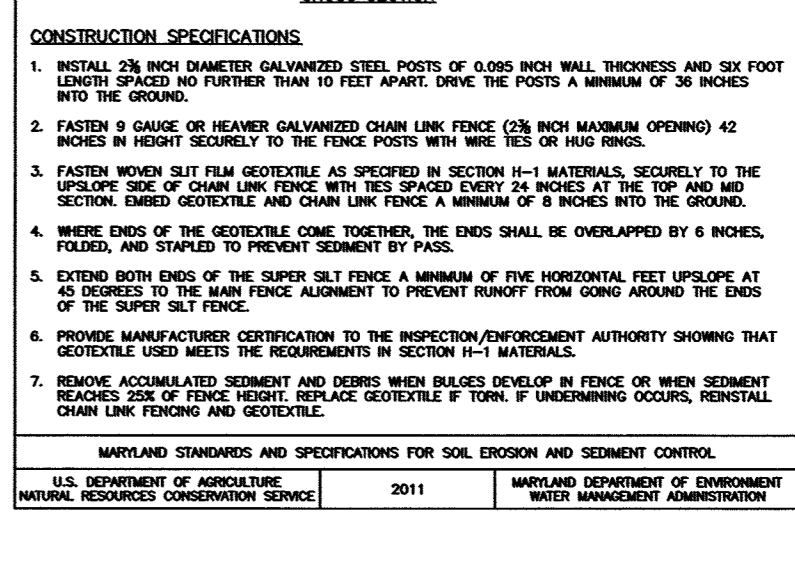 CONSTRUCTION SPECIFICATIONS
1. INSTALL 2⅜ INCH DIAMETER GALVANIZED STEEL POSTS OF 0.095 INCH WALL THICKNESS AND SIX FOOT
LENGTH SPACED NO FURTHER THAN 10 FEET APART. DRIVE THE POSTS A MINIMUM OF 36 INCHES
INTO THE GROUND.
2. FASTEN 9 GAUGE OR HEAVIER GALVANIZED CHAIN LINK FENCE (2⅜ INCH MAXIMUM OPENING) 42
INCHES IN HEIGHT SECURELY TO THE FENCE POSTS WITH WIRE TIES OR HUG RINGS.
3. FASTEN WOVEN SLIT FILM GEOTEXTILE AS SPECIFIED IN SECTION H-1 MATERIALS, SECURELY TO THE
UPSLOPE SIDE OF CHAIN LINK FENCE WITH TIES SPACED EVERY 24 INCHES AT THE TOP AND MID
SECTION. EMBED GEOTEXTILE AND CHAIN LINK FENCE A MINIMUM OF 8 INCHES INTO THE GROUND.
4. WHERE ENDS OF THE GEOTEXTILE COME TOGETHER, THE ENDS SHALL BE OVERLAPPED BY 6 INCHES,
FOLDED, AND STAPLED TO PREVENT SEDIMENT BY PASS.
5. EXTEND BOTH ENDS OF THE SUPER SILT FENCE A MINIMUM OF FIVE HORIZONTAL FEET UPSLOPE AT
45 DEGREES TO THE MAIN FENCE ALIGNMENT TO PREVENT RUNOFF FROM GOING AROUND THE ENDS
OF THE SUPER SILT FENCE.
6. PROVIDE MANUFACTURER CERTIFICATION TO THE INSPECTION/ENFORCEMENT AUTHORITY SHOWING THAT
GEOTEXTILE USED MEETS THE REQUIREMENTS IN SECTION H-1 MATERIALS.
7. REMOVE ACCUMULATED SEDIMENT AND DEBRIS WHEN BULGES DEVELOP IN FENCE OR WHEN SEDIMENT
REACHES 25% OF FENCE HEIGHT. REPLACE GEOTEXTILE IF TORN. IF UNDERMINING OCCURS, REINSTALL
CHAIN LINK FENCING AND GEOTEXTILE.
MARYLAND STANDARDS AND SPECIFICATIONS FOR SOIL EROSION AND SEDIMENT CONTROL
U.S. DEPARTMENT OF AGRICULTURE
NATURAL RESOURCES CONSERVATION SERVICE
2011
MARYLAND DEPARTMENT OF ENVIRONMENT
WATER MANAGEMENT ADMINISTRATION